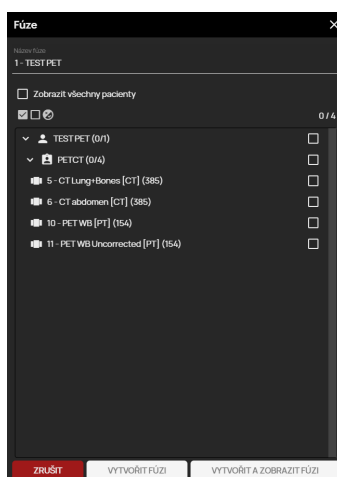 Fúze
Název fúze
1 - TEST PET
Zobrazit všechny pacienty
0 / 4
TEST PET (0/1)
PETCT (0/4)
5 - CT Lung+Bones [CT] (385)
6 - CT abdomen [CT] (385)
10 - PET WB [PT] (154)
11 - PET WB Uncorrected [PT] (154)
ZRUŠIT
VYTVOŘIT FÚZI
VYTVOŘIT A ZOBRAZIT FÚZI